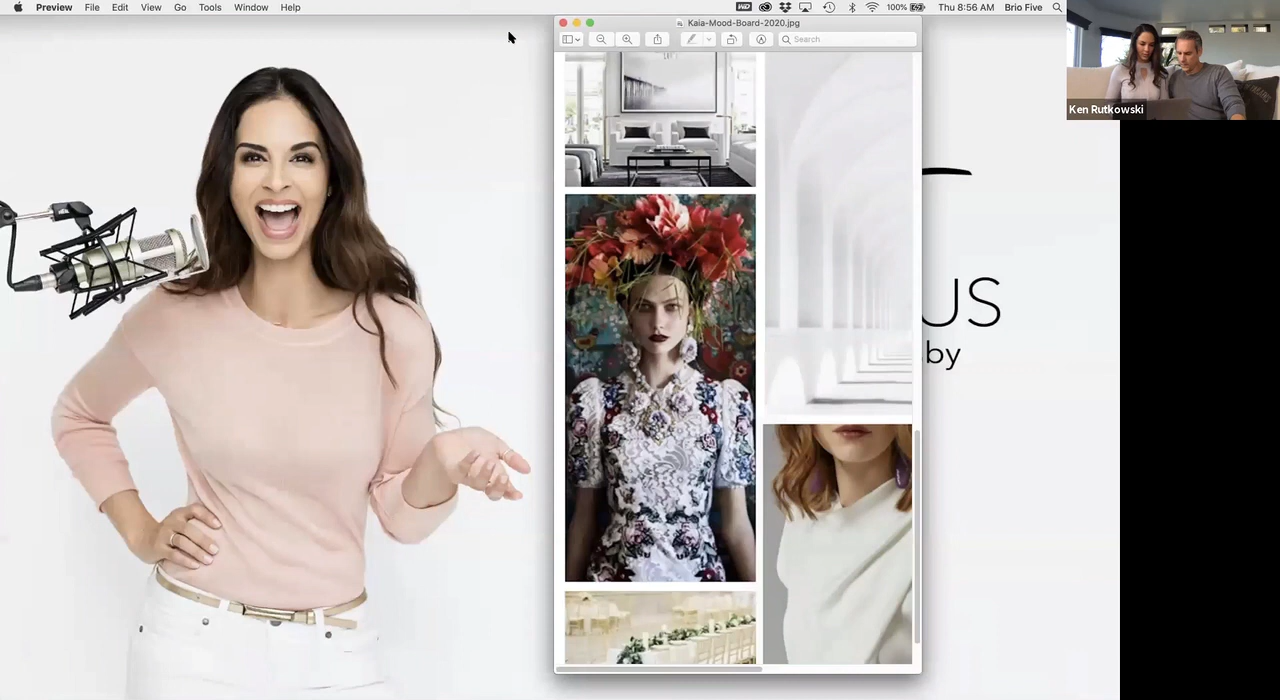 Preview File Edit View Go Tools Window Help
100% Thu 8:56 AM Brio Five
Kaia-Mood-Board-2020.jpg
Search
Ken Rutkowski
US
by